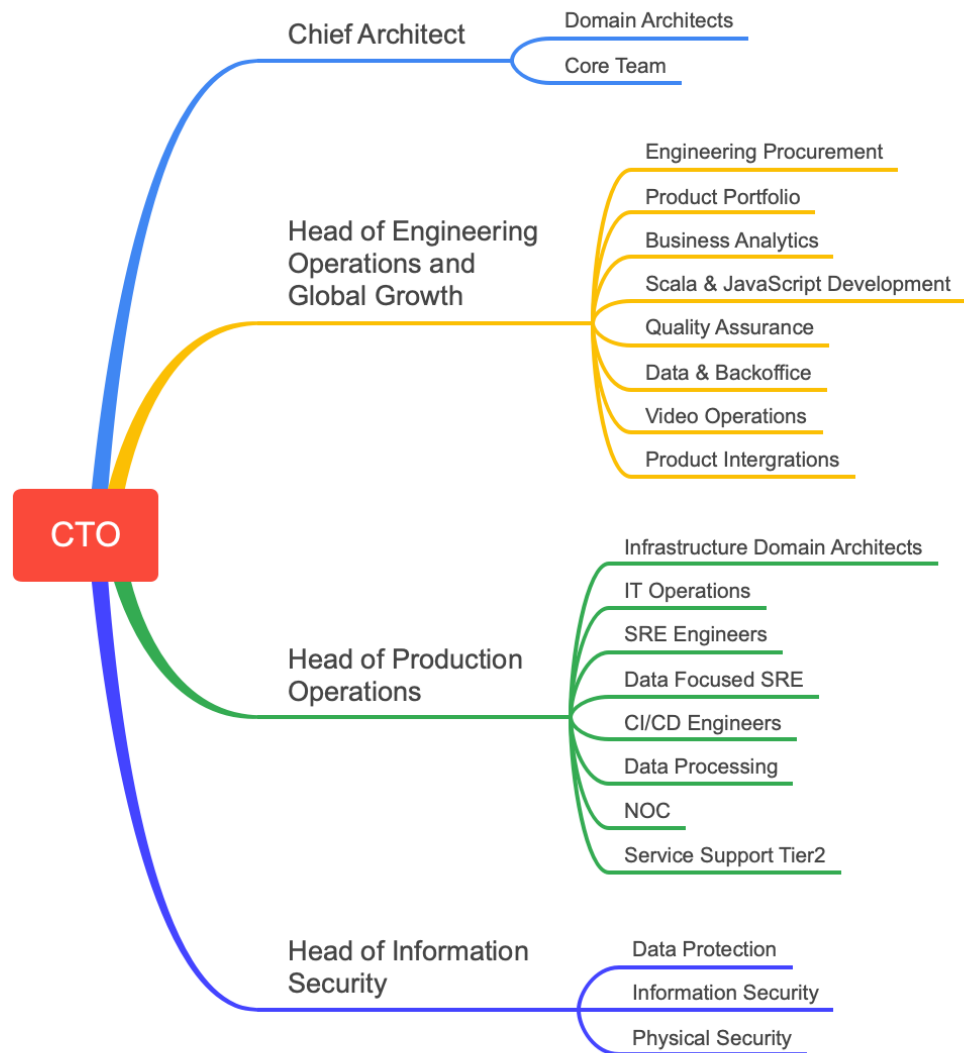 Chief Architect
Domain Architects
Core Team
Head of Engineering
Operations and
Global Growth
Engineering Procurement
Product Portfolio
Business Analytics
Scala & JavaScript Development
Quality Assurance
Data & Backoffice
Video Operations
Product Intergrations
CTO
Head of Production
Operations
Infrastructure Domain Architects
IT Operations
SRE Engineers
Data Focused SRE
CI/CD Engineers
Data Processing
NOC
Service Support Tier2
Head of Information
Security
Data Protection
Information Security
Physical Security